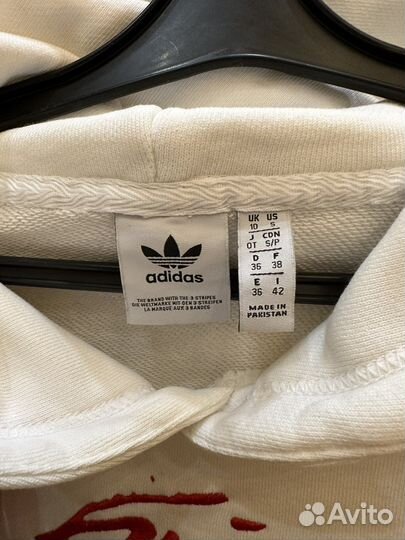 adidas
THE BRAND WITH THE 3 STRIPES
DIE WELTMARKE MIT DEN 3 STREIFEN
LA MARQUE AUX 3 BANDES
UK US
10 S
J CDN
OT S/P
D F
36 38
E I
36 42
MADE IN
PAKISTAN
Avito